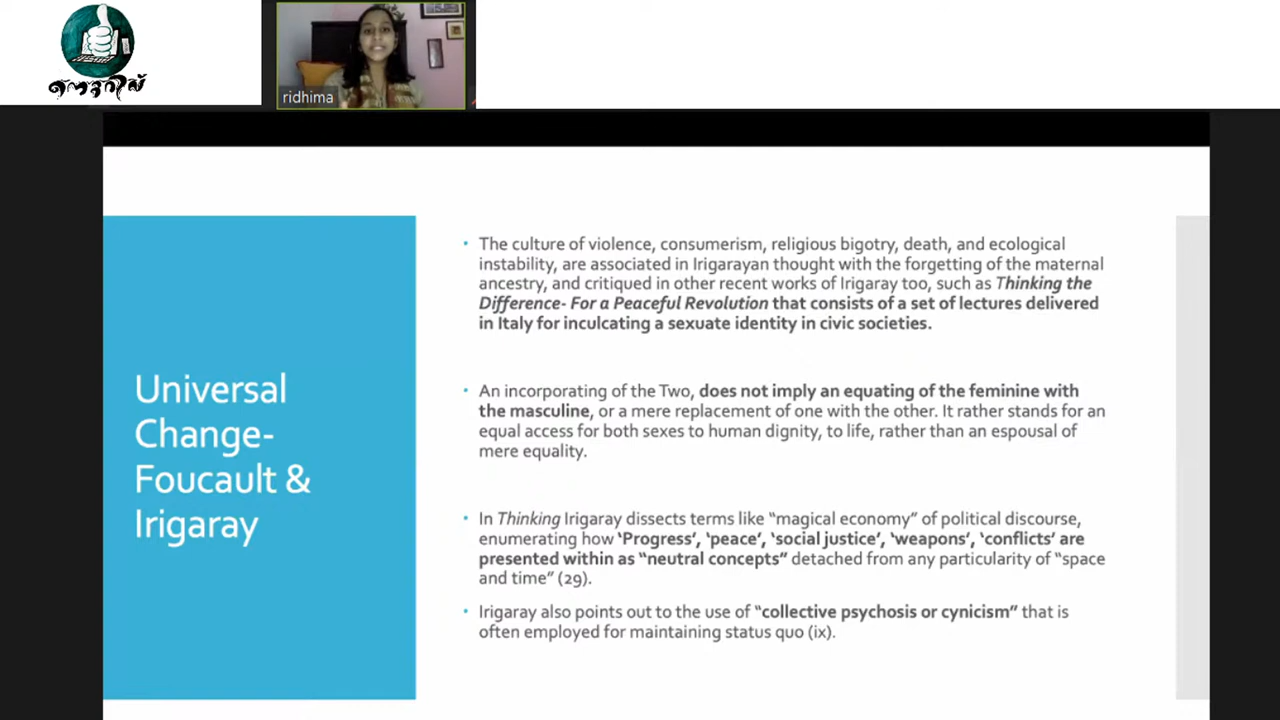 ridhima
Universal
Change-
Foucault &
Irigaray
• The culture of violence, consumerism, religious bigotry, death, and ecological
instability, are associated in Irigarayan thought with the forgetting of the maternal
ancestry, and critiqued in other recent works of Irigaray too, such as Thinking the
Difference- For a Peaceful Revolution that consists of a set of lectures delivered
in Italy for inculcating a sexuate identity in civic societies.
• An incorporating of the Two, does not imply an equating of the feminine with
the masculine, or a mere replacement of one with the other. It rather stands for an
equal access for both sexes to human dignity, to life, rather than an espousal of
mere equality.
• In Thinking Irigaray dissects terms like “magical economy” of political discourse,
enumerating how ‘Progress’, ‘peace’, ‘social justice’, ‘weapons’, ‘conflicts’ are
presented within as “neutral concepts” detached from any particularity of “space
and time” (29).
• Irigaray also points out to the use of “collective psychosis or cynicism” that is
often employed for maintaining status quo (ix).